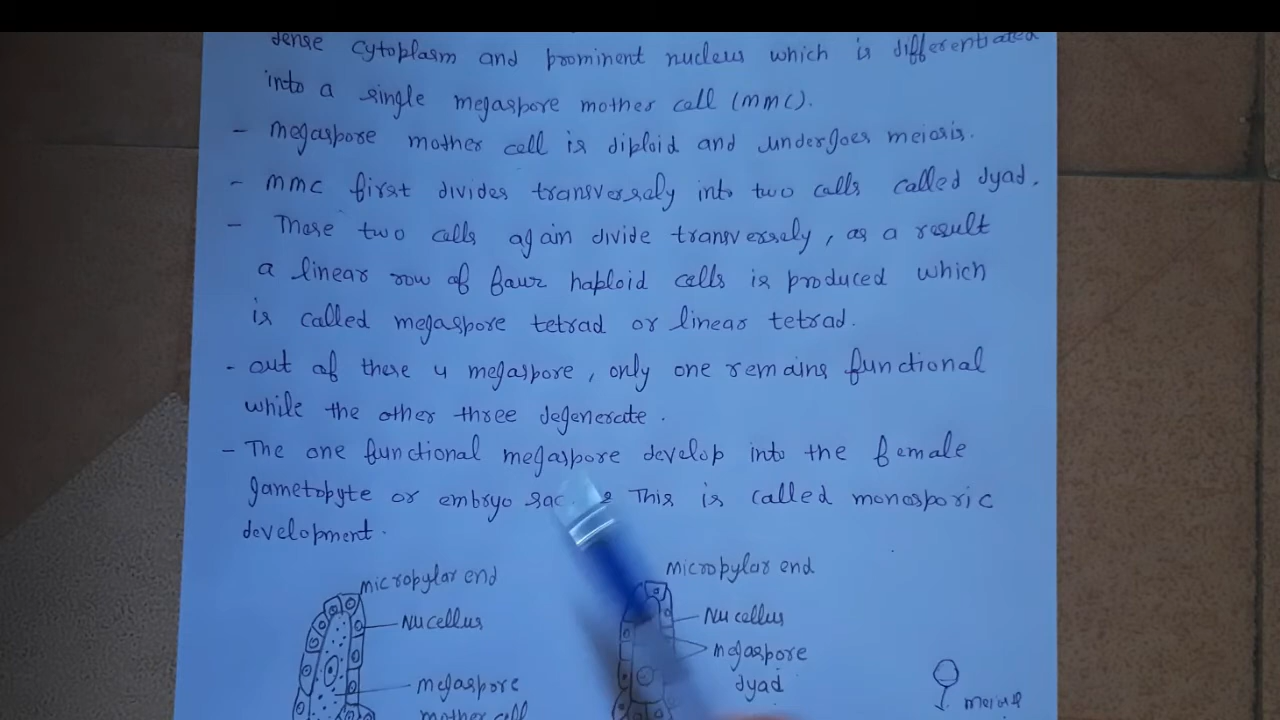 dense cytoplasm and prominent nucleus which is differentiated
into a single megaspore mother cell (MMC).
- Megaspore mother cell is diploid and undergoes meiosis.
- MMC first divides transversely into two cells called dyad.
- These two cells again divide transversely, as a result
a linear row of four haploid cells is produced which
is called megaspore tetrad or linear tetrad.
- out of these 4 megaspore, only one remains functional
while the other three degenerate.
- The one functional megaspore develop into the female
gametopyte or embryo sac. This is called monosporic
development.
micropylar end
Nucellus
megaspore
mother cell
micropylar end
Nucellus
megaspore
dyad